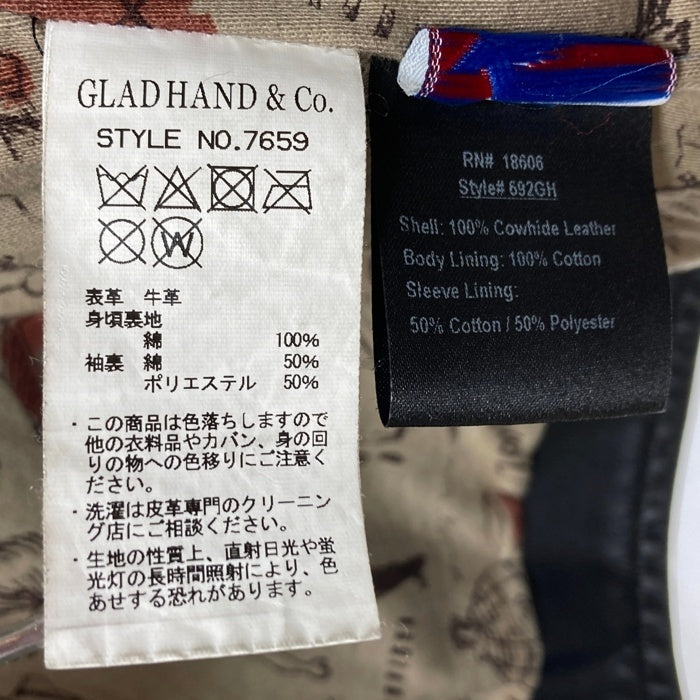 GLAD HAND & Co.
STYLE NO.7659
W
表革 牛革
身頃裏地
綿 100%
袖裏 綿 50%
ポリエステル 50%
・この商品は色落ちしますので
他の衣料品やカバン、身の回
りの物への色移りにご注意く
ださい。
・洗濯は皮革専門のクリーニン
グ店にご相談ください。
・生地の性質上、直射日光や蛍
光灯の長時間照射により、色
あせする恐れがあります。
RN# 18606
Style# 692GH
Shell: 100% Cowhide Leather
Body Lining: 100% Cotton
Sleeve Lining:
50% Cotton / 50% Polyester